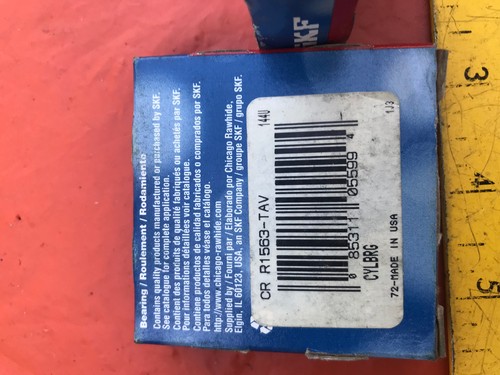 SKF
Bearing / Roulement / Rodamiento
Contains quality products manufactured or purchased by SKF.
See catalogue for complete application.
Contient des produits de qualité fabriqués ou achetés par SKF.
Pour informations détaillées voir catalogue.
Contiene productos de calidad fabricados o comprados por SKF.
Para todos detalles véase el catálogo.
http://www.chicago-rawhide.com
Supplied by / Fourni par / Elaborado por Chicago Rawhide,
Elgin, IL 60123, USA, an SKF Company / groupe SKF / grupo SKF.
144U
1J3
CR R1563-TAV
0 85311 05599 4
CYLBRG
72-MADE IN USA
3
4
5